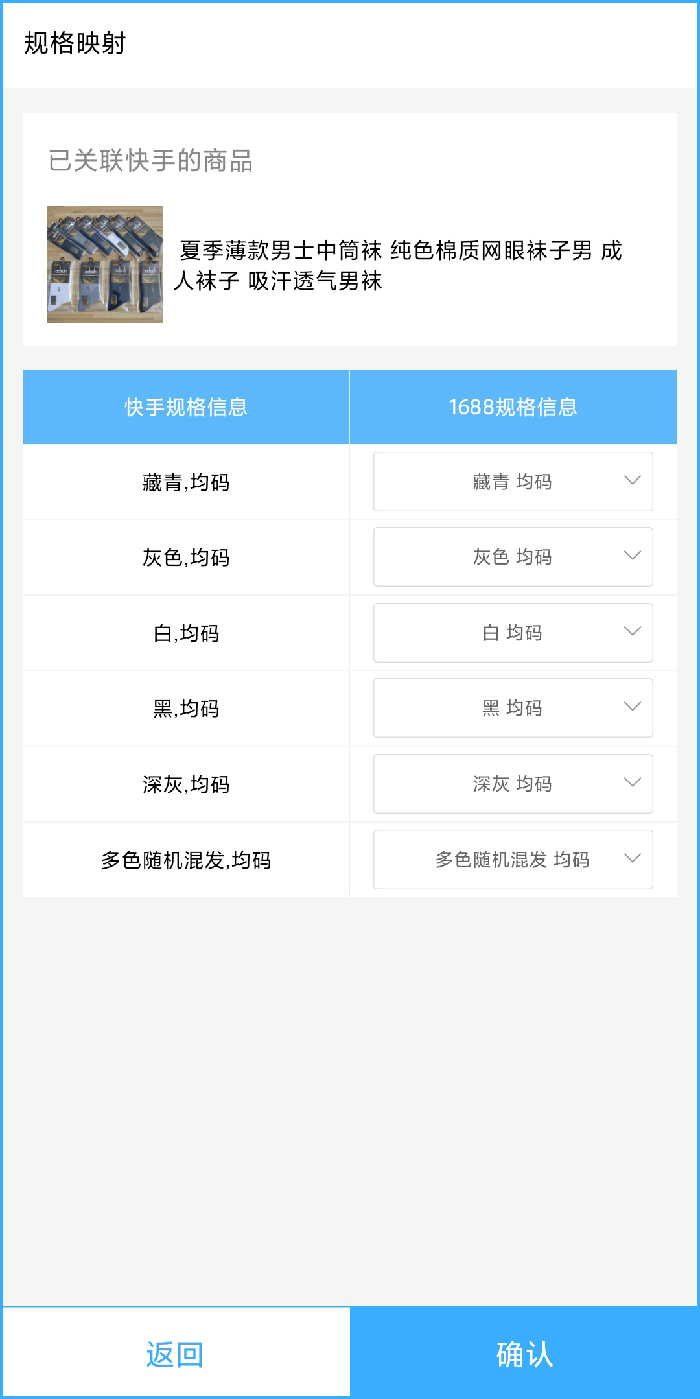 规格映射
已关联快手的商品
夏季薄款男士中筒袜 纯色棉质网眼袜子男 成
人袜子 吸汗透气男袜
快手规格信息 1688规格信息
藏青,均码 藏青 均码
灰色,均码 灰色 均码
白,均码 白 均码
黑,均码 黑 均码
深灰,均码 深灰 均码
多色随机混发,均码 多色随机混发 均码
返回 确认